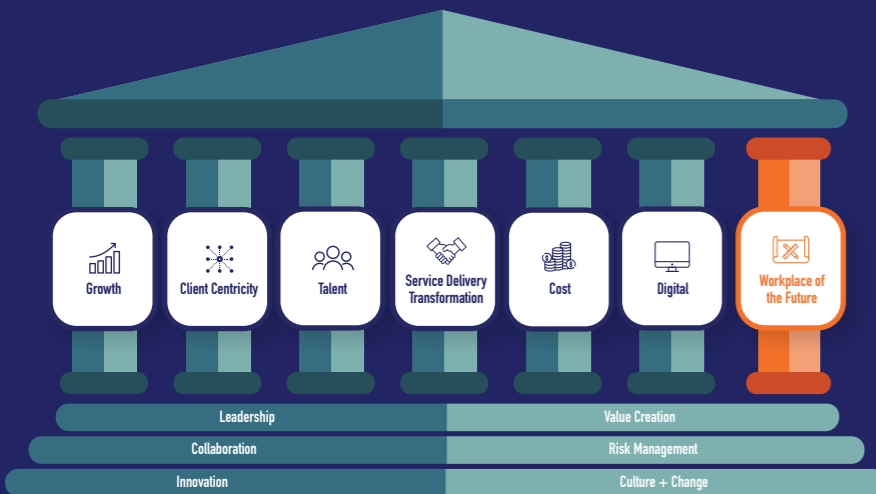 Growth
Client Centricity
Talent
Service Delivery
Transformation
Cost
Digital
Workplace of
the Future
Leadership
Value Creation
Collaboration
Risk Management
Innovation
Culture + Change